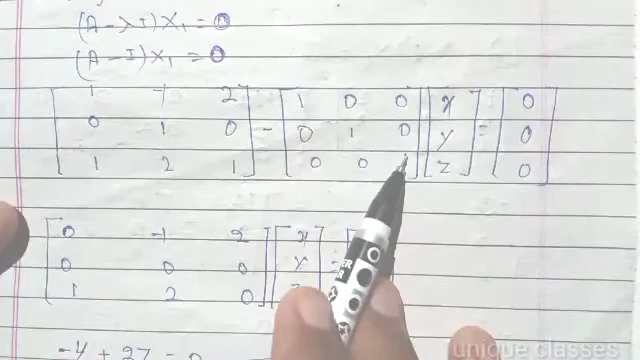 (A - λI) X₁ = 0
(A - I) X₁ = 0
[1 -1 2] - [1 0 0] [x] = [0]
[0 1 0] [0 1 0] [y] [0]
[1 2 1] [0 0 1] [z] [0]
[0 -1 2] [x] =
[0 0 0] [y]
[1 2 0]
-y + 2z = 0
unique classes